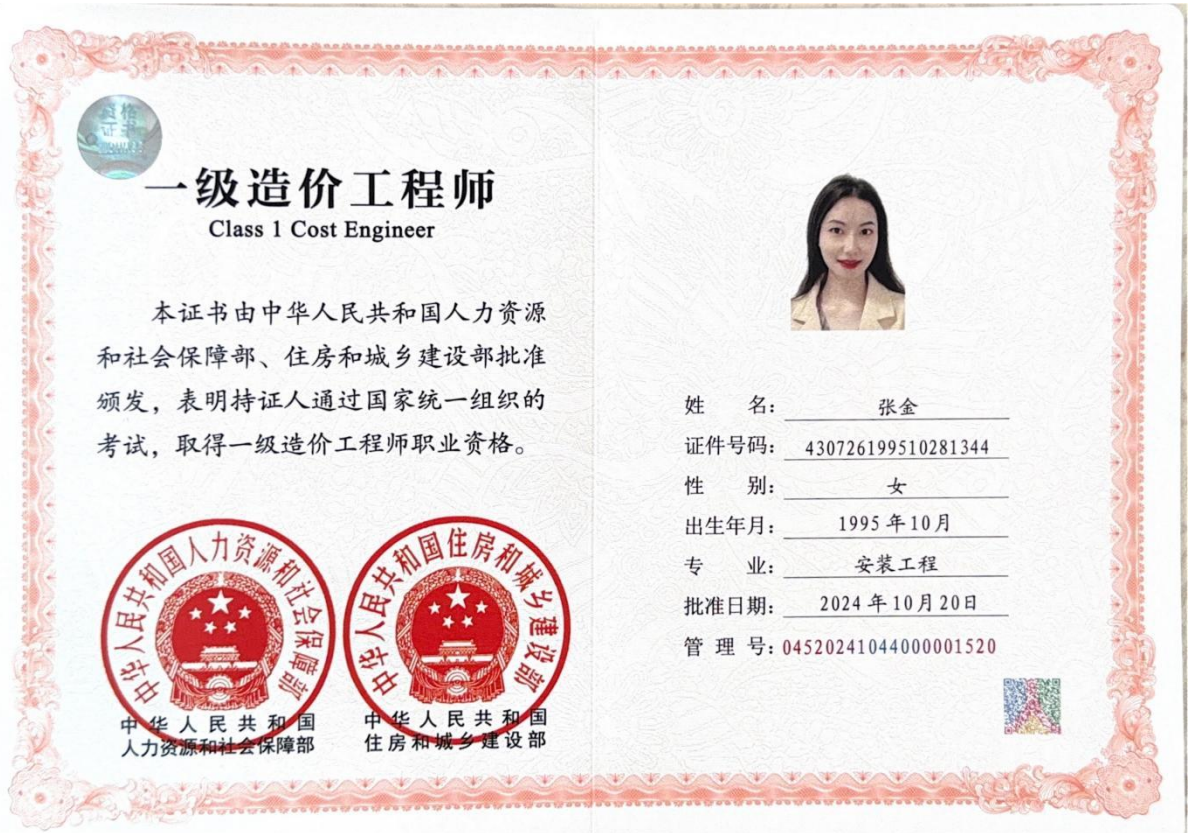 资格
证书
一级造价工程师
Class 1 Cost Engineer
本证书由中华人民共和国人力资源
和社会保障部、住房和城乡建设部批准
颁发，表明持证人通过国家统一组织的
考试，取得一级造价工程师职业资格。
中华人民共和国人力资源和社会保障部
中华人民共和国住房和城乡建设部
中华人民共和国
人力资源和社会保障部
中华人民共和国
住房和城乡建设部
姓 名：张金
证件号码：430726199510281344
性 别：女
出生年月：1995年10月
专 业：安装工程
批准日期：2024年10月20日
管 理 号：04520241044000001520